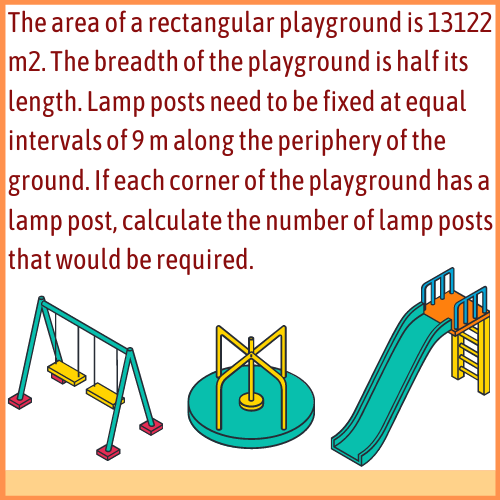 The area of a rectangular playground is 13122
m2. The breadth of the playground is half its
length. Lamp posts need to be fixed at equal
intervals of 9 m along the periphery of the
ground. If each corner of the playground has a
lamp post, calculate the number of lamp posts
that would be required.